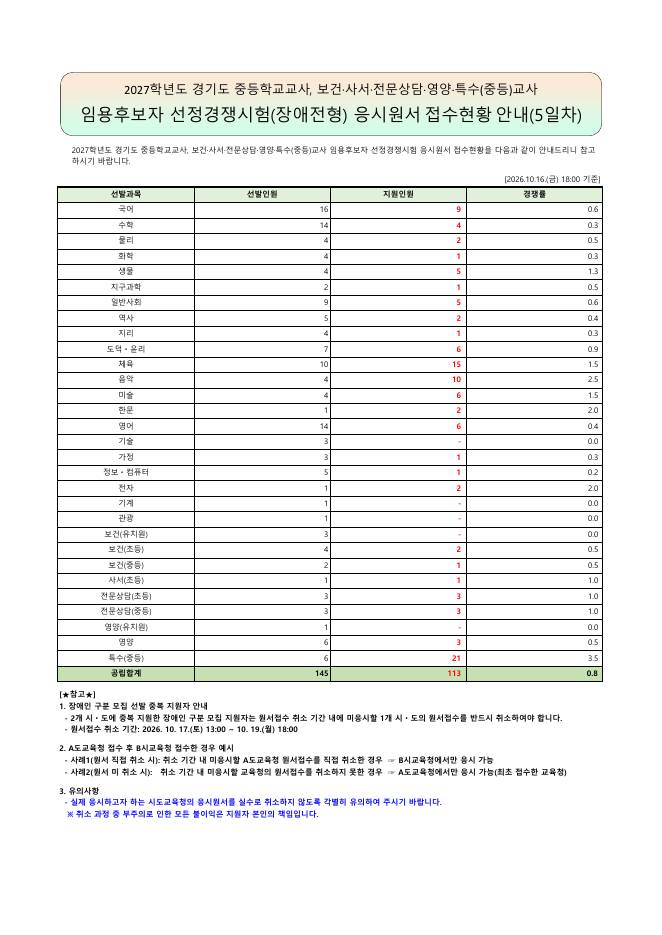 2027학년도 경기도 중등학교교사, 보건·사서·전문상담·영양·특수(중등)교사
임용후보자 선정경쟁시험(장애전형) 응시원서 접수현황 안내(5일차)
2027학년도 경기도 중등학교교사, 보건·사서·전문상담·영양·특수(중등)교사 임용후보자 선정경쟁시험 응시원서 접수현황을 다음과 같이 안내드리니 참고
하시기 바랍니다.
[2026.10.16.(금) 18:00 기준]
선발과목 선발인원 지원인원 경쟁률
국어 16 9 0.6
수학 14 4 0.3
물리 4 2 0.5
화학 4 1 0.3
생물 4 5 1.3
지구과학 2 1 0.5
일반사회 9 5 0.6
역사 5 2 0.4
지리 4 1 0.3
도덕・윤리 7 6 0.9
체육 10 15 1.5
음악 4 10 2.5
미술 4 6 1.5
한문 1 2 2.0
영어 14 6 0.4
기술 3 - 0.0
가정 3 1 0.3
정보・컴퓨터 5 1 0.2
전자 1 2 2.0
기계 1 - 0.0
관광 1 - 0.0
보건(유치원) 3 - 0.0
보건(초등) 4 2 0.5
보건(중등) 2 1 0.5
사서(초등) 1 1 1.0
전문상담(초등) 3 3 1.0
전문상담(중등) 3 3 1.0
영양(유치원) 1 - 0.0
영양 6 3 0.5
특수(중등) 6 21 3.5
공립합계 145 113 0.8
[★참고★]
1. 장애인 구분 모집 선발 중복 지원자 안내
- 2개 시・도에 중복 지원한 장애인 구분 모집 지원자는 원서접수 취소 기간 내에 미응시할 1개 시・도의 원서접수를 반드시 취소하여야 합니다.
- 원서접수 취소 기간: 2026. 10. 17.(토) 13:00 ~ 10. 19.(월) 18:00
2. A도교육청 접수 후 B시교육청 접수한 경우 예시
- 사례1(원서 직접 취소 시): 취소 기간 내 미응시할 A도교육청 원서접수를 직접 취소한 경우 ☞ B시교육청에서만 응시 가능
- 사례2(원서 미 취소 시): 취소 기간 내 미응시할 교육청의 원서접수를 취소하지 못한 경우 ☞ A도교육청에서만 응시 가능(최초 접수한 교육청)
3. 유의사항
- 실제 응시하고자 하는 시도교육청의 응시원서를 실수로 취소하지 않도록 각별히 유의하여 주시기 바랍니다.
※ 취소 과정 중 부주의로 인한 모든 불이익은 지원자 본인의 책임입니다.